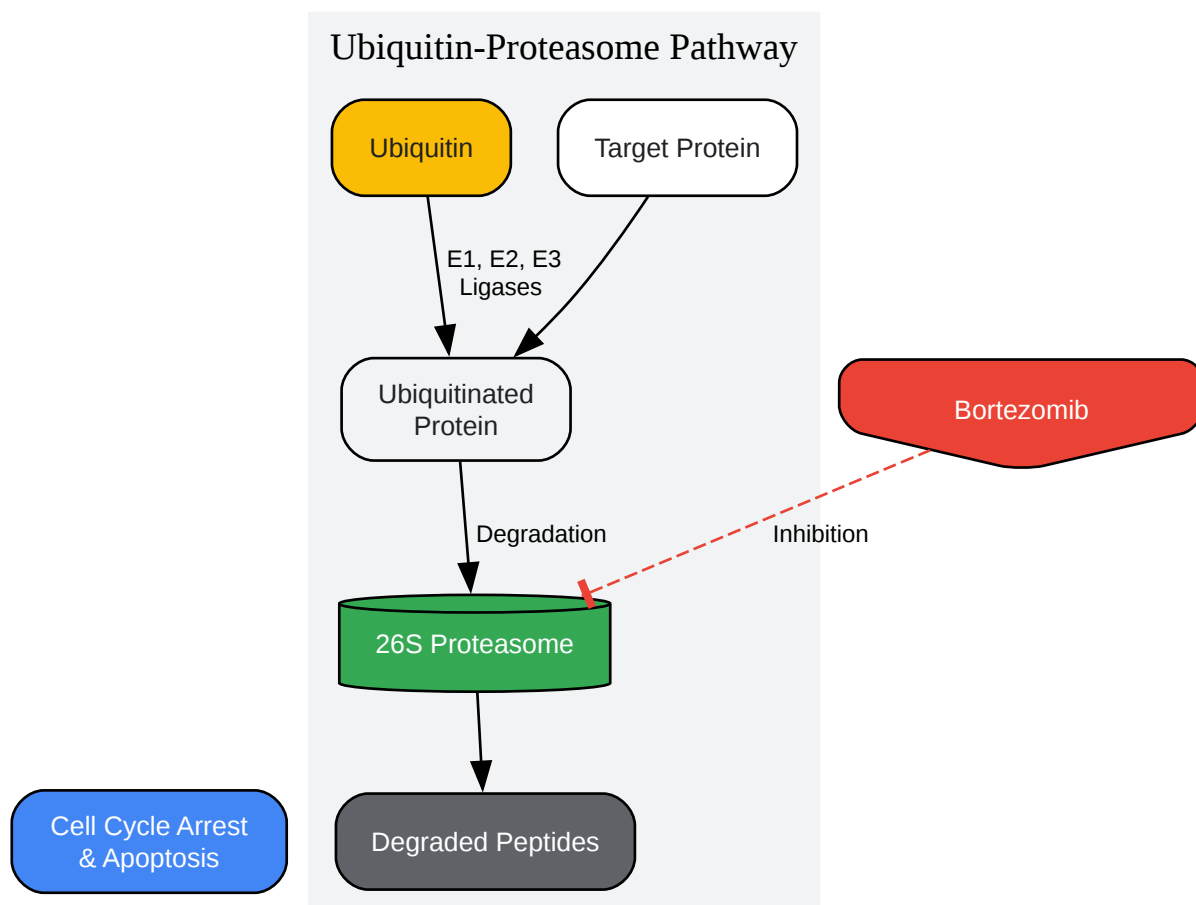 Ubiquitin-Proteasome Pathway
Ubiquitin
Target Protein
E1, E2, E3
Ligases
Ubiquitinated
Protein
Bortezomib
Degradation
Inhibition
26S Proteasome
Cell Cycle Arrest
& Apoptosis
Degraded Peptides